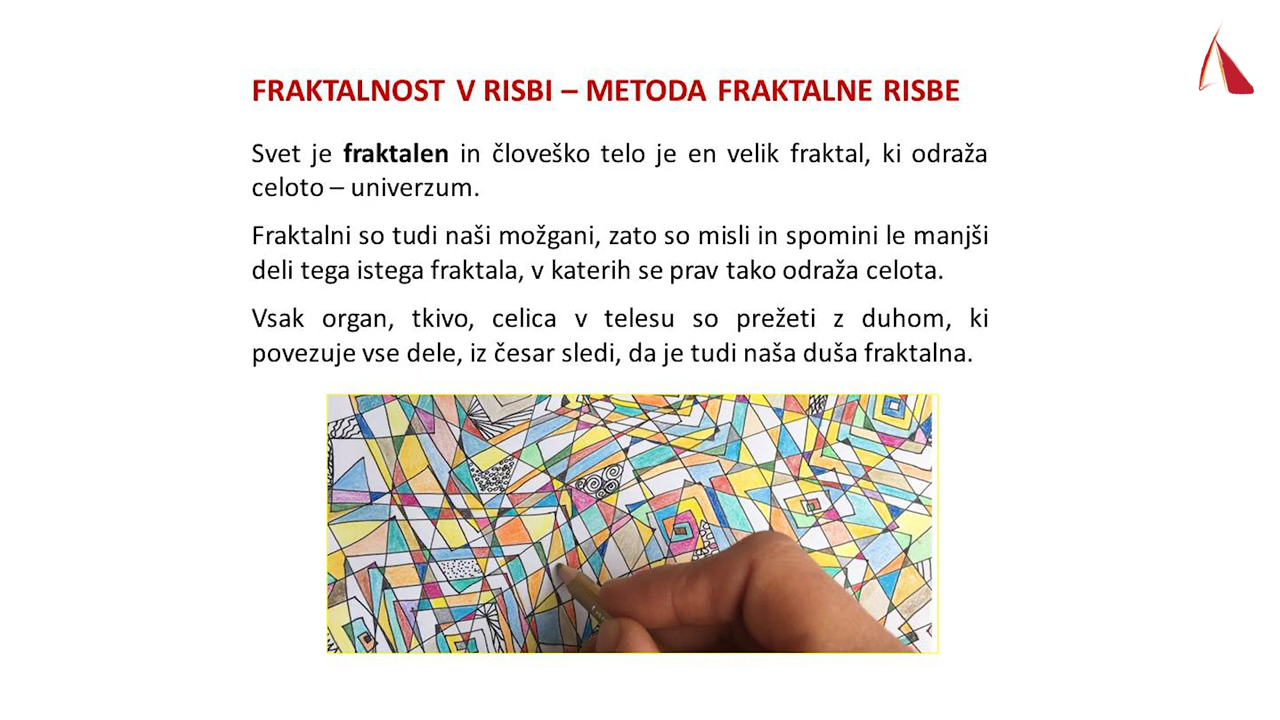 FRAKTALNOST V RISBI – METODA FRAKTALNE RISBE
Svet je fraktalen in človeško telo je en velik fraktal, ki odraža
celoto – univerzum.
Fraktalni so tudi naši možgani, zato so misli in spomini le manjši
deli tega istega fraktala, v katerih se prav tako odraža celota.
Vsak organ, tkivo, celica v telesu so prežeti z duhom, ki
povezuje vse dele, iz česar sledi, da je tudi naša duša fraktalna.